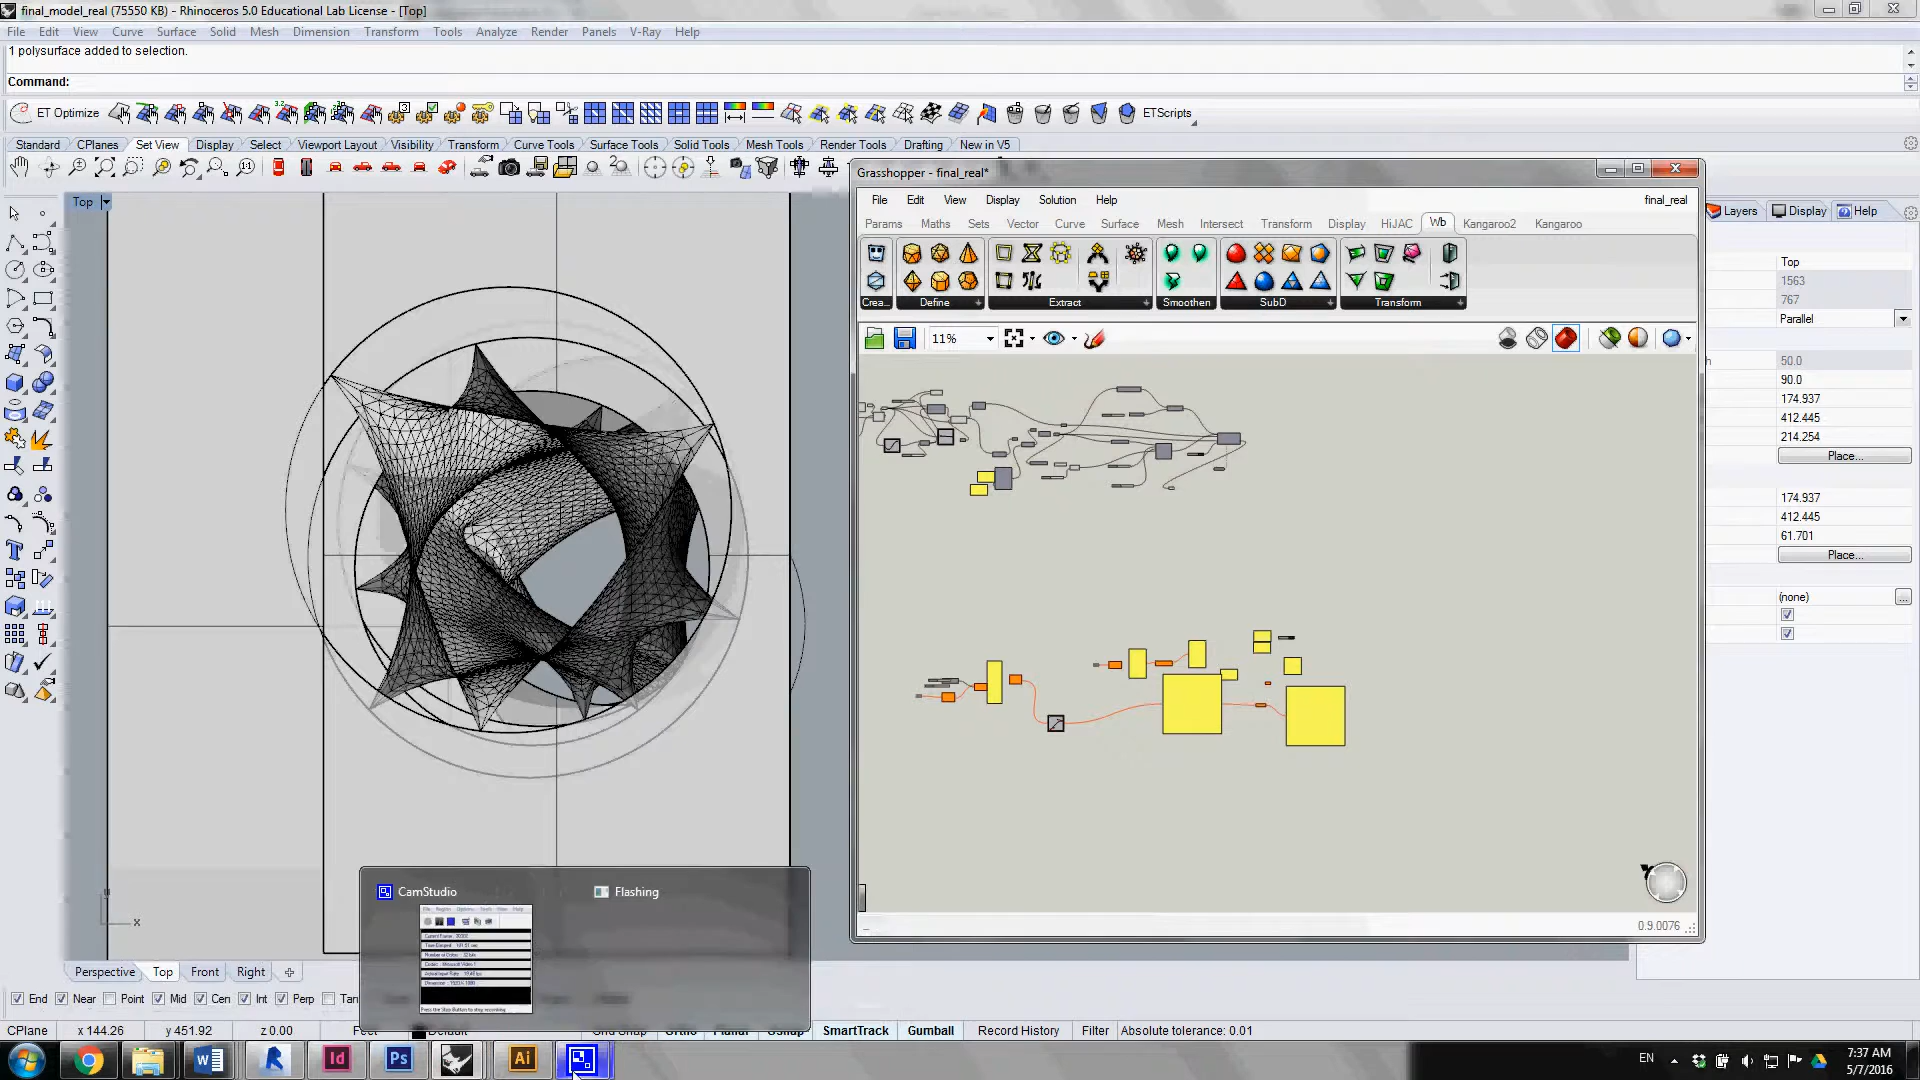 final_model_real (75550 KB) - Rhinoceros 5.0 Educational Lab License - [Top]
File Edit View Curve Surface Solid Mesh Dimension Transform Tools Analyze Render Panels V-Ray Help
1 polysurface added to selection.
Command:
ET Optimize
ETScripts
Standard CPlanes Set View Display Select Viewport Layout Visibility Transform Curve Tools Surface Tools Solid Tools Mesh Tools Render Tools Drafting New in V5
Top
Grasshopper - final_real*
File Edit View Display Solution Help
final_real
Params Maths Sets Vector Curve Surface Mesh Intersect Transform Display HiJAC Wb Kangaroo2 Kangaroo
Crea... Define Extract Smoothen SubD Transform
11%
0.9.0076
Layers Display Help
Top
1563
767
Parallel
50.0
90.0
174.937
412.445
214.254
Place...
174.937
412.445
61.701
Place...
(none)
...
x
CamStudio
Flashing
Perspective Top Front Right
End Near Point Mid Cen Int Perp Tan
CPlane x 144.26 y 451.92 z 0.00
SmartTrack Gumball Record History Filter Absolute tolerance: 0.01
W
R
Id
Ps
Ai
EN
7:37 AM
5/7/2016